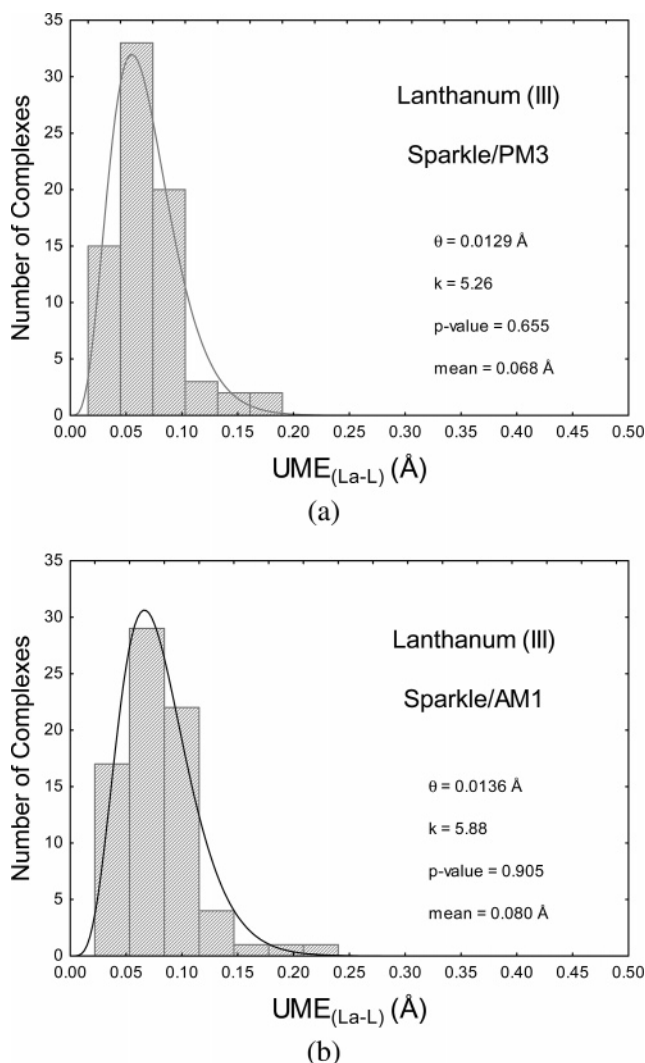 35
30
25
20
15
10
5
0
Number of Complexes
Lanthanum (III)
Sparkle/PM3
θ = 0.0129 Å
k = 5.26
p-value = 0.655
mean = 0.068 Å
0.00 0.05 0.10 0.15 0.20 0.25 0.30 0.35 0.40 0.45 0.50
UME(La-L) (Å)
(a)
35
30
25
20
15
10
5
0
Number of Complexes
Lanthanum (III)
Sparkle/AM1
θ = 0.0136 Å
k = 5.88
p-value = 0.905
mean = 0.080 Å
0.00 0.05 0.10 0.15 0.20 0.25 0.30 0.35 0.40 0.45 0.50
UME(La-L) (Å)
(b)